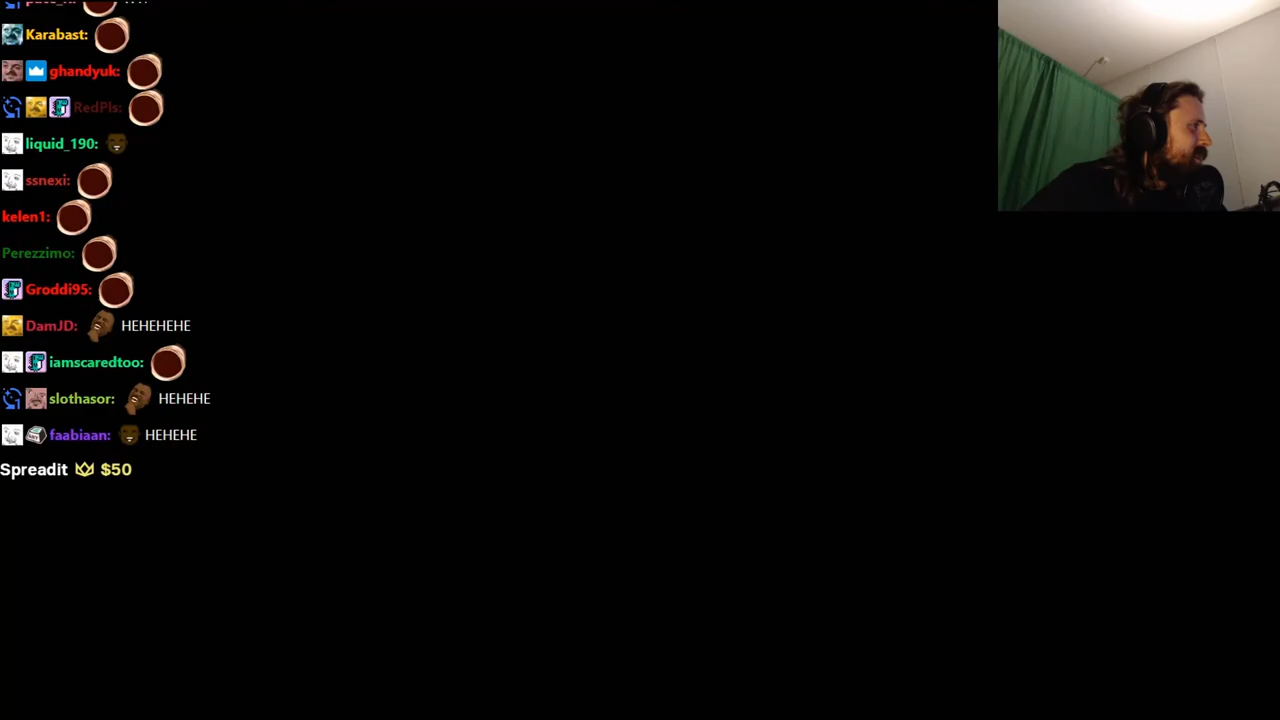 Karabast:
ghandyuk:
RedPls:
liquid_190:
ssnexi:
kelen1:
Perezzimo:
Groddi95:
DamJD: HEHEHEHE
iamscaredtoo:
slothasor: HEHEHE
faabiaan: HEHEHE
Spreadit $50